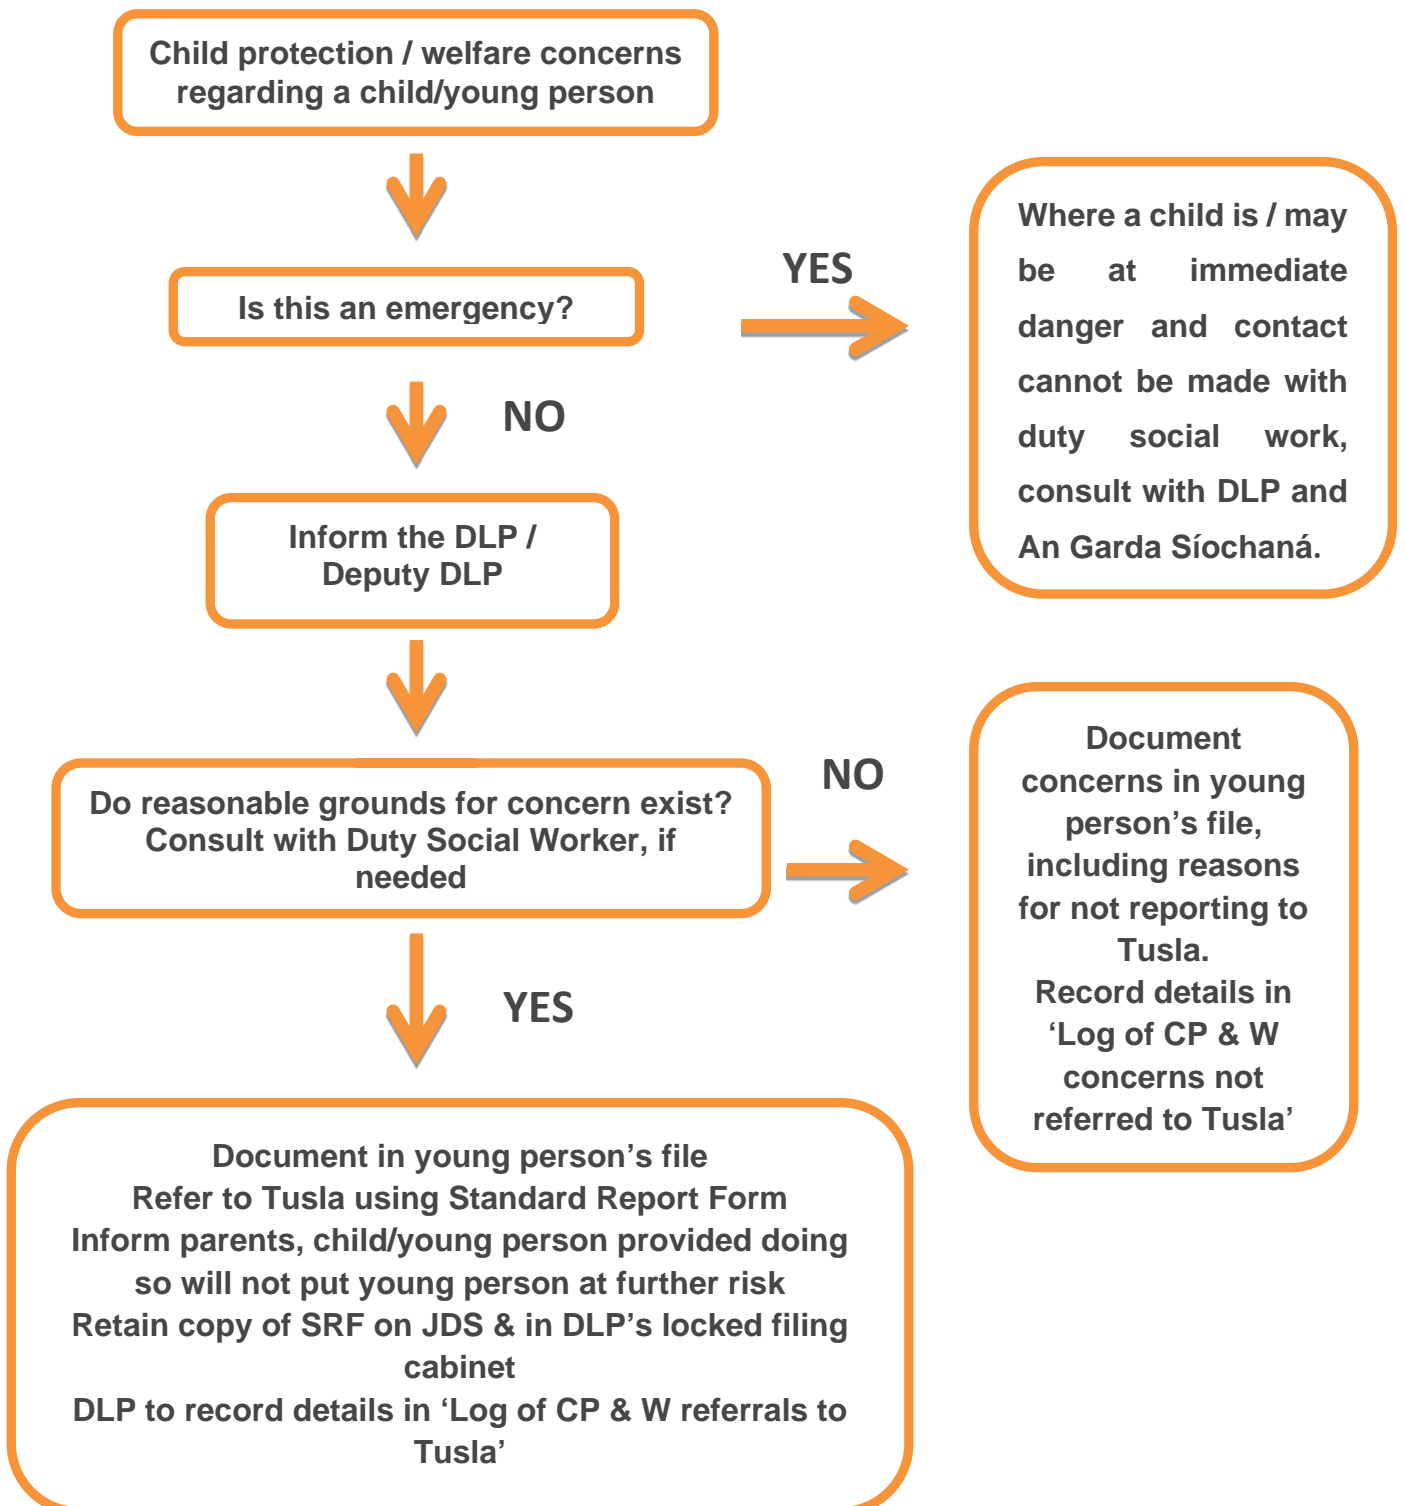 Child protection / welfare concerns
regarding a child/young person
Is this an emergency?
YES
Where a child is / may
be at immediate
danger and contact
cannot be made with
duty social work,
consult with DLP and
An Garda Síochaná.
NO
Inform the DLP /
Deputy DLP
Do reasonable grounds for concern exist?
Consult with Duty Social Worker, if
needed
NO
Document
concerns in young
person’s file,
including reasons
for not reporting to
Tusla.
Record details in
‘Log of CP & W
concerns not
referred to Tusla’
YES
Document in young person’s file
Refer to Tusla using Standard Report Form
Inform parents, child/young person provided doing
so will not put young person at further risk
Retain copy of SRF on JDS & in DLP’s locked filing
cabinet
DLP to record details in ‘Log of CP & W referrals to
Tusla’